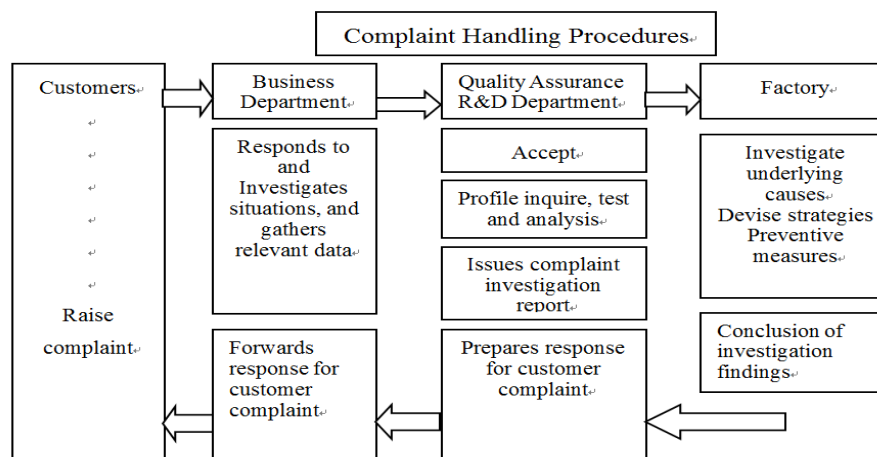 Complaint Handling Procedures
Customers
Raise
complaint
Business
Department
Responds to
and
Investigates
situations, and
gathers
relevant data
Forwards
response for
customer
complaint
Quality Assurance
R&D Department
Accept
Profile inquire, test
and analysis
Issues complaint
investigation
report
Prepares response
for customer
complaint
Factory
Investigate
underlying
causes
Devise strategies
Preventive
measures
Conclusion of
investigation
findings